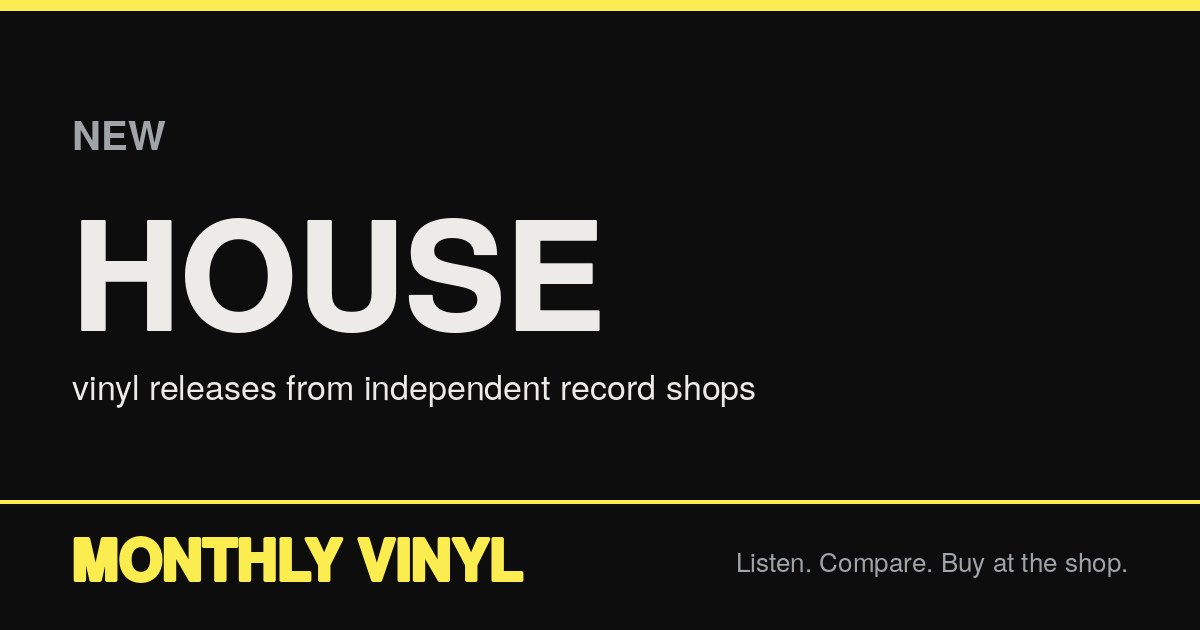 NEW
HOUSE
vinyl releases from independent record shops
MONTHLY VINYL
Listen. Compare. Buy at the shop.